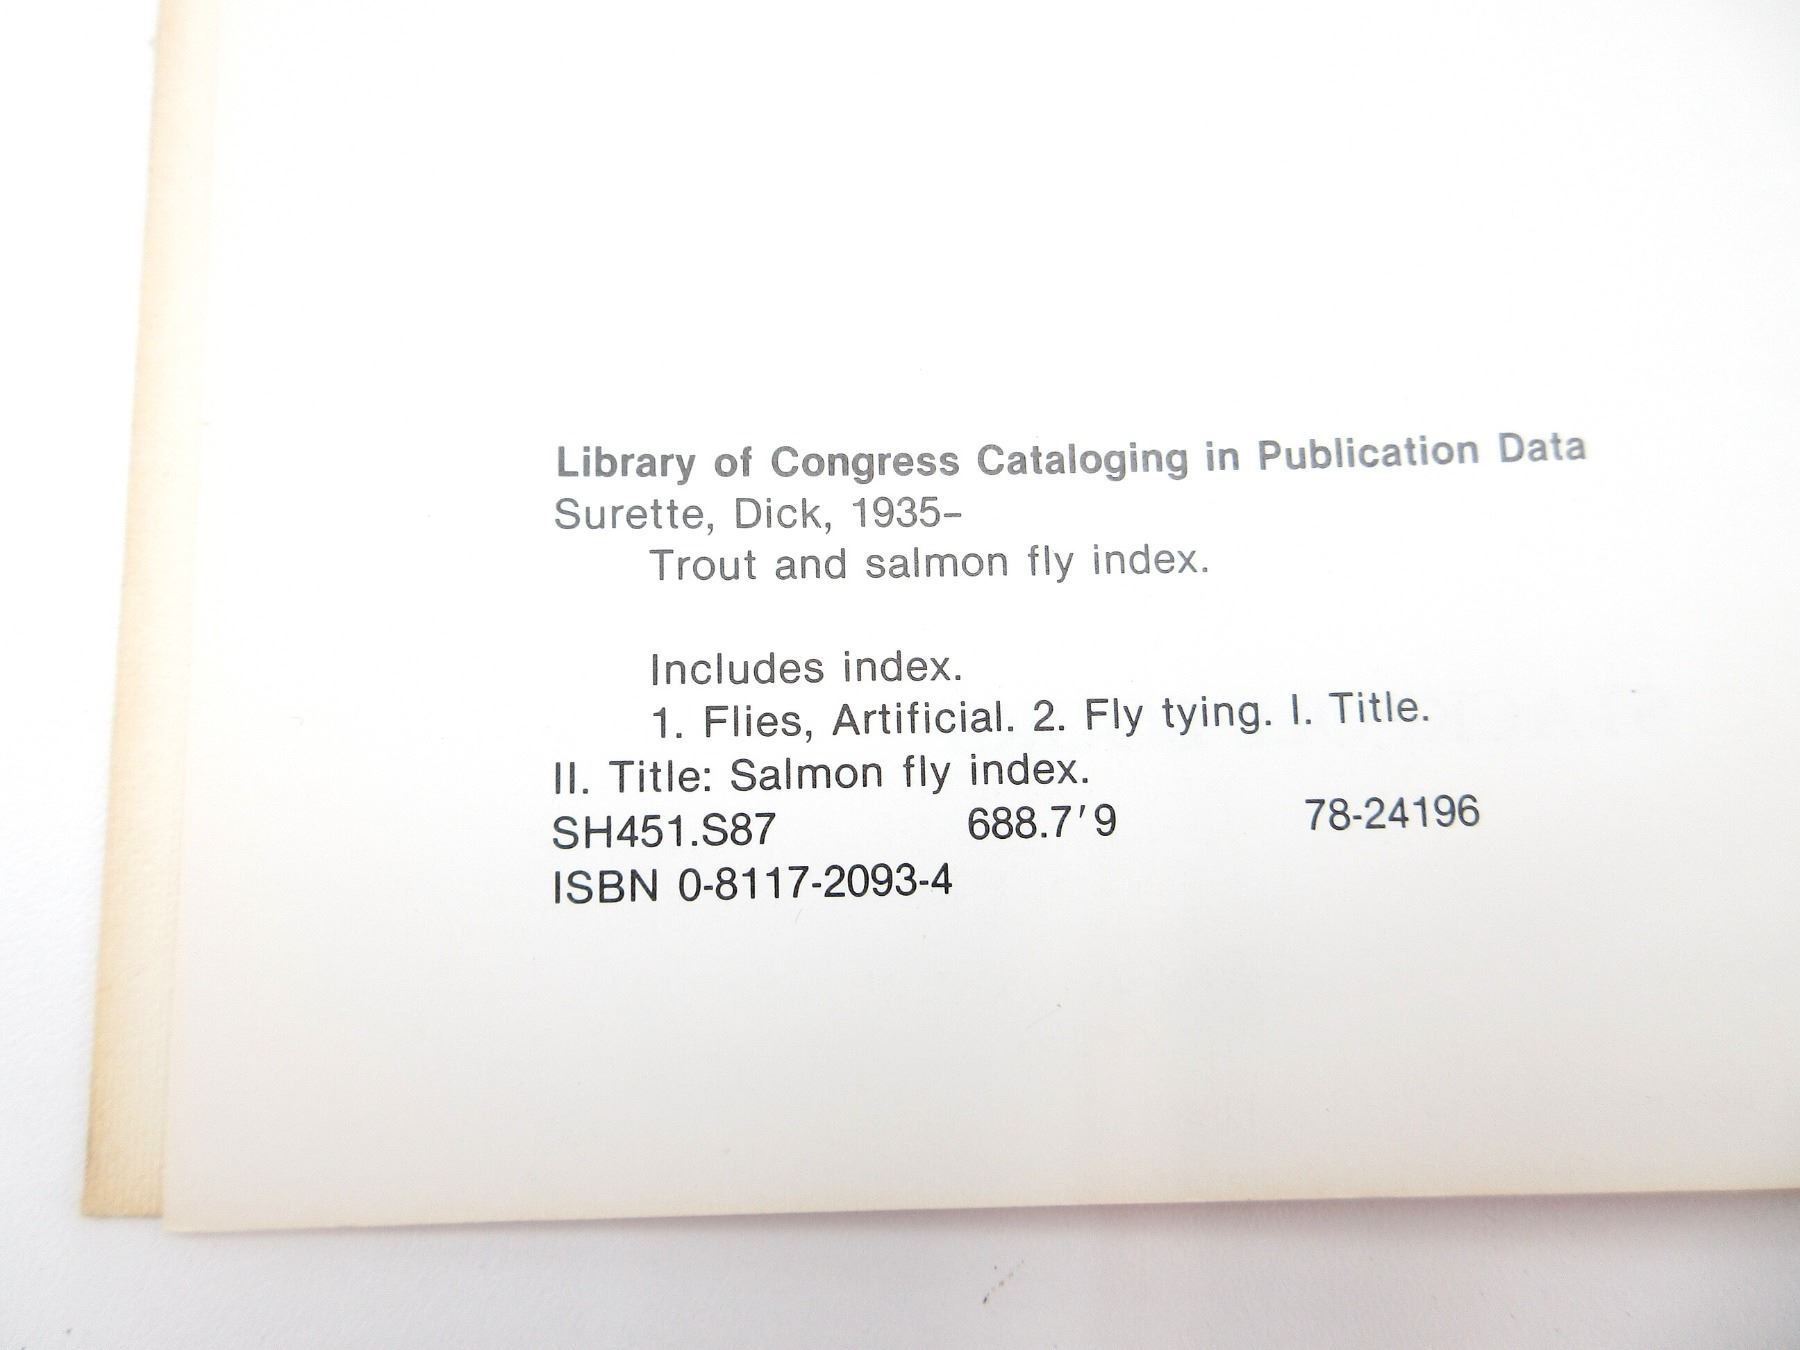 Library of Congress Cataloging in Publication Data
Surette, Dick, 1935–
Trout and salmon fly index.
Includes index.
1. Flies, Artificial. 2. Fly tying. I. Title.
II. Title: Salmon fly index.
SH451.S87 688.7′9 78-24196
ISBN 0-8117-2093-4